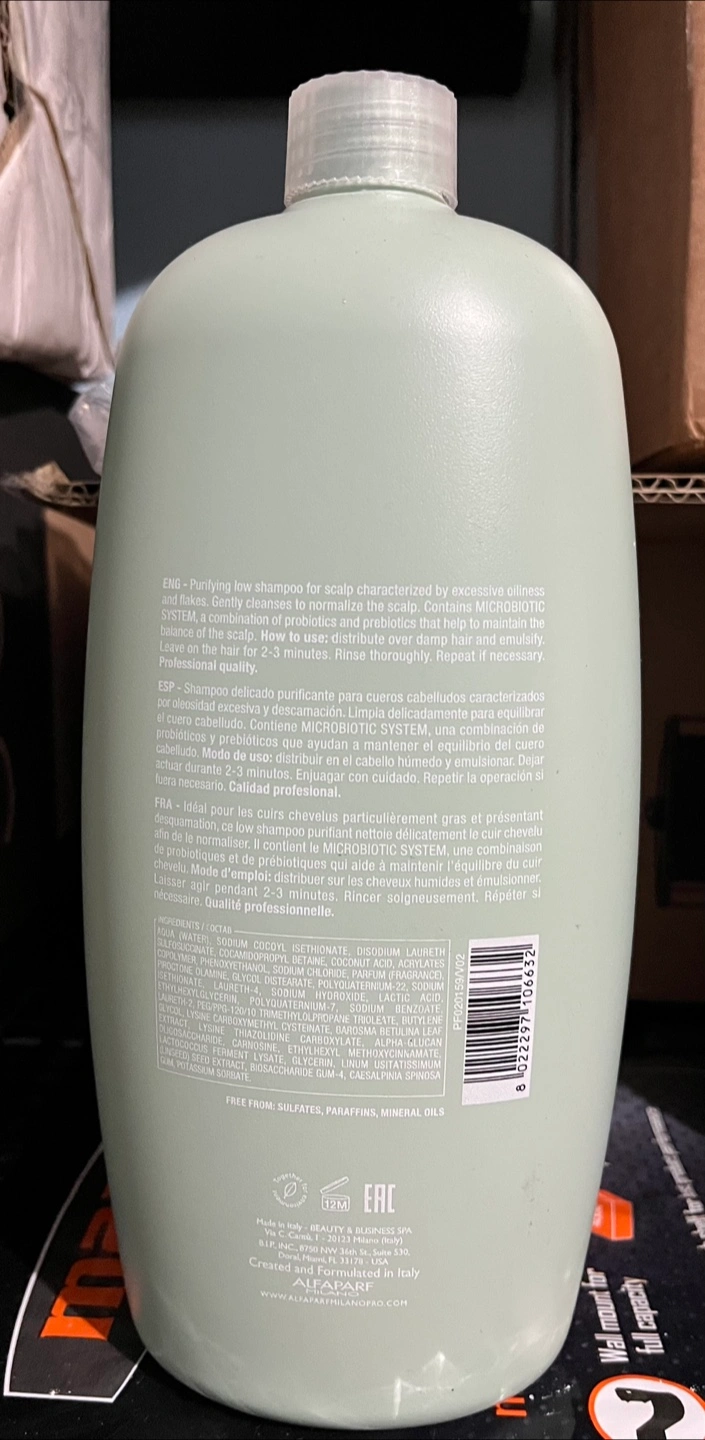 ENG - Purifying low shampoo for scalp characterized by excessive oiliness
and flakes. Gently cleanses to normalize the scalp. Contains MICROBIOTIC
SYSTEM, a combination of probiotics and prebiotics that help to maintain the
balance of the scalp. How to use: distribute over damp hair and emulsify.
Leave on the hair for 2-3 minutes. Rinse thoroughly. Repeat if necessary.
Professional quality.
ESP - Shampoo delicado purificante para cueros cabelludos caracterizados
por oleosidad excesiva y descamación. Limpia delicadamente para equilibrar
el cuero cabelludo. Contiene MICROBIOTIC SYSTEM, una combinación de
probióticos y prebióticos que ayudan a mantener el equilibrio del cuero
cabelludo. Modo de uso: distribuir en el cabello húmedo y emulsionar. Dejar
actuar durante 2-3 minutos. Enjuagar con cuidado. Repetir la operación si
fuera necesario. Calidad profesional.
FRA - Idéal pour les cuirs chevelus particulièrement gras et présentant
desquamation, ce low shampoo purifiant nettoie délicatement le cuir chevelu
afin de le normaliser. Il contient le MICROBIOTIC SYSTEM, une combinaison
de probiotiques et de prébiotiques qui aide à maintenir l'équilibre du cuir
chevelu. Mode d'emploi: distribuer sur les cheveux humides et émulsionner.
Laisser agir pendant 2-3 minutes. Rincer soigneusement. Répéter si
nécessaire. Qualité professionnelle.
INGREDIENTS / COCTAB
AQUA (WATER), SODIUM COCOYL ISETHIONATE, DISODIUM LAURETH
SULFOSUCCINATE, COCAMIDOPROPYL BETAINE, COCONUT ACID, ACRYLATES
COPOLYMER, PHENOXYETHANOL, SODIUM CHLORIDE, PARFUM (FRAGRANCE),
PIROCTONE OLAMINE, GLYCOL DISTEARATE, POLYQUATERNIUM-22, SODIUM
ISETHIONATE, LAURETH-4, SODIUM HYDROXIDE, LACTIC ACID,
ETHYLHEXYLGLYCERIN, POLYQUATERNIUM-7, SODIUM BENZOATE,
LAURETH-2, PEG/PPG-120/10 TRIMETHYLOLPROPANE TRIOLEATE, BUTYLENE
GLYCOL, LYSINE CARBOXYMETHYL CYSTEINATE, BAROSMA BETULINA LEAF
EXTRACT, LYSINE THIAZOLIDINE CARBOXYLATE, ALPHA-GLUCAN
OLIGOSACCHARIDE, CARNOSINE, ETHYLHEXYL METHOXYCINNAMATE,
LACTOCOCCUS FERMENT LYSATE, GLYCERIN, LINUM USITATISSIMUM
(LINSEED) SEED EXTRACT, BIOSACCHARIDE GUM-4, CAESALPINIA SPINOSA
GUM, POTASSIUM SORBATE.
PF020159/V02
8 022297 106632
FREE FROM: SULFATES, PARAFFINS, MINERAL OILS
12M
EAC
Made in Italy - BEAUTY & BUSINESS SPA
Via C. Cantù, 1 - 20123 Milano (Italy)
B.I.P. INC., 8750 NW 36th St., Suite 530,
Doral, Miami, FL 33178 - USA
Created and Formulated in Italy
ALFAPARF
MILANO
WWW.ALFAPARFMILANOPRO.COM
Wall mount for
full capacity